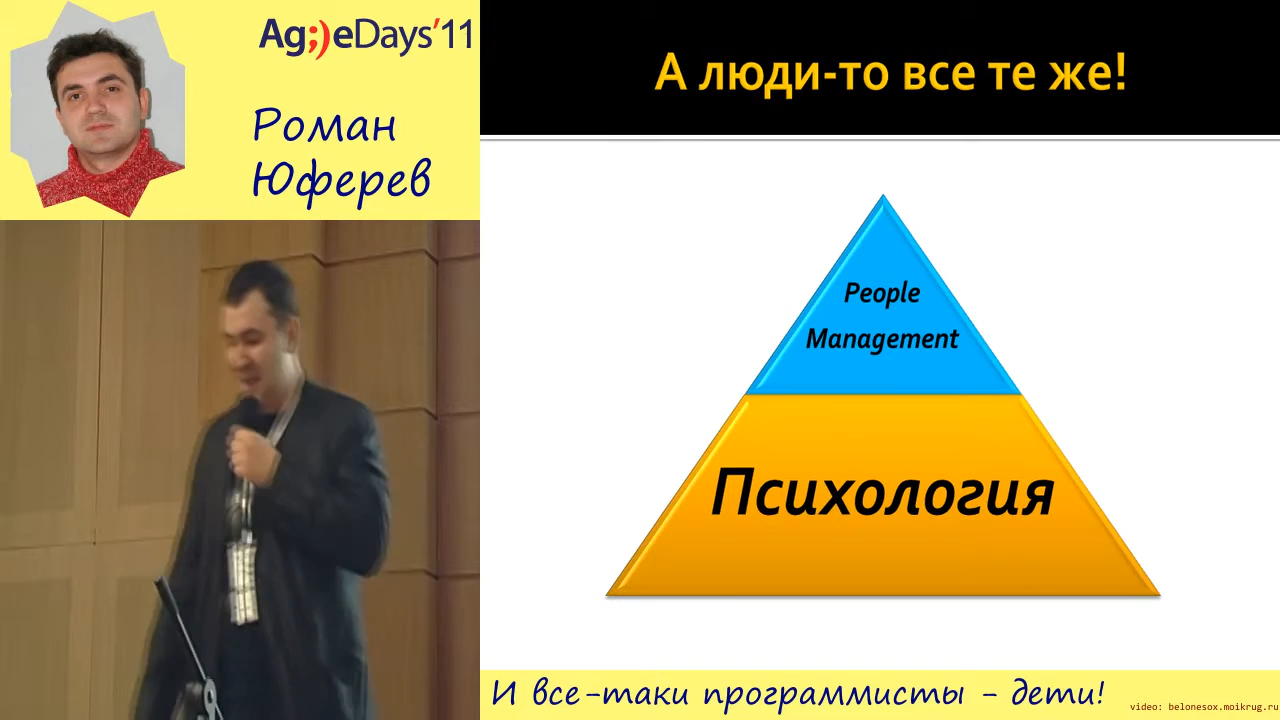 Ag;)eDays'11
Роман
Юферев
А люди-то все те же!
People
Management
Психология
И все-таки программисты - дети!
video: belonesox.moikrug.ru